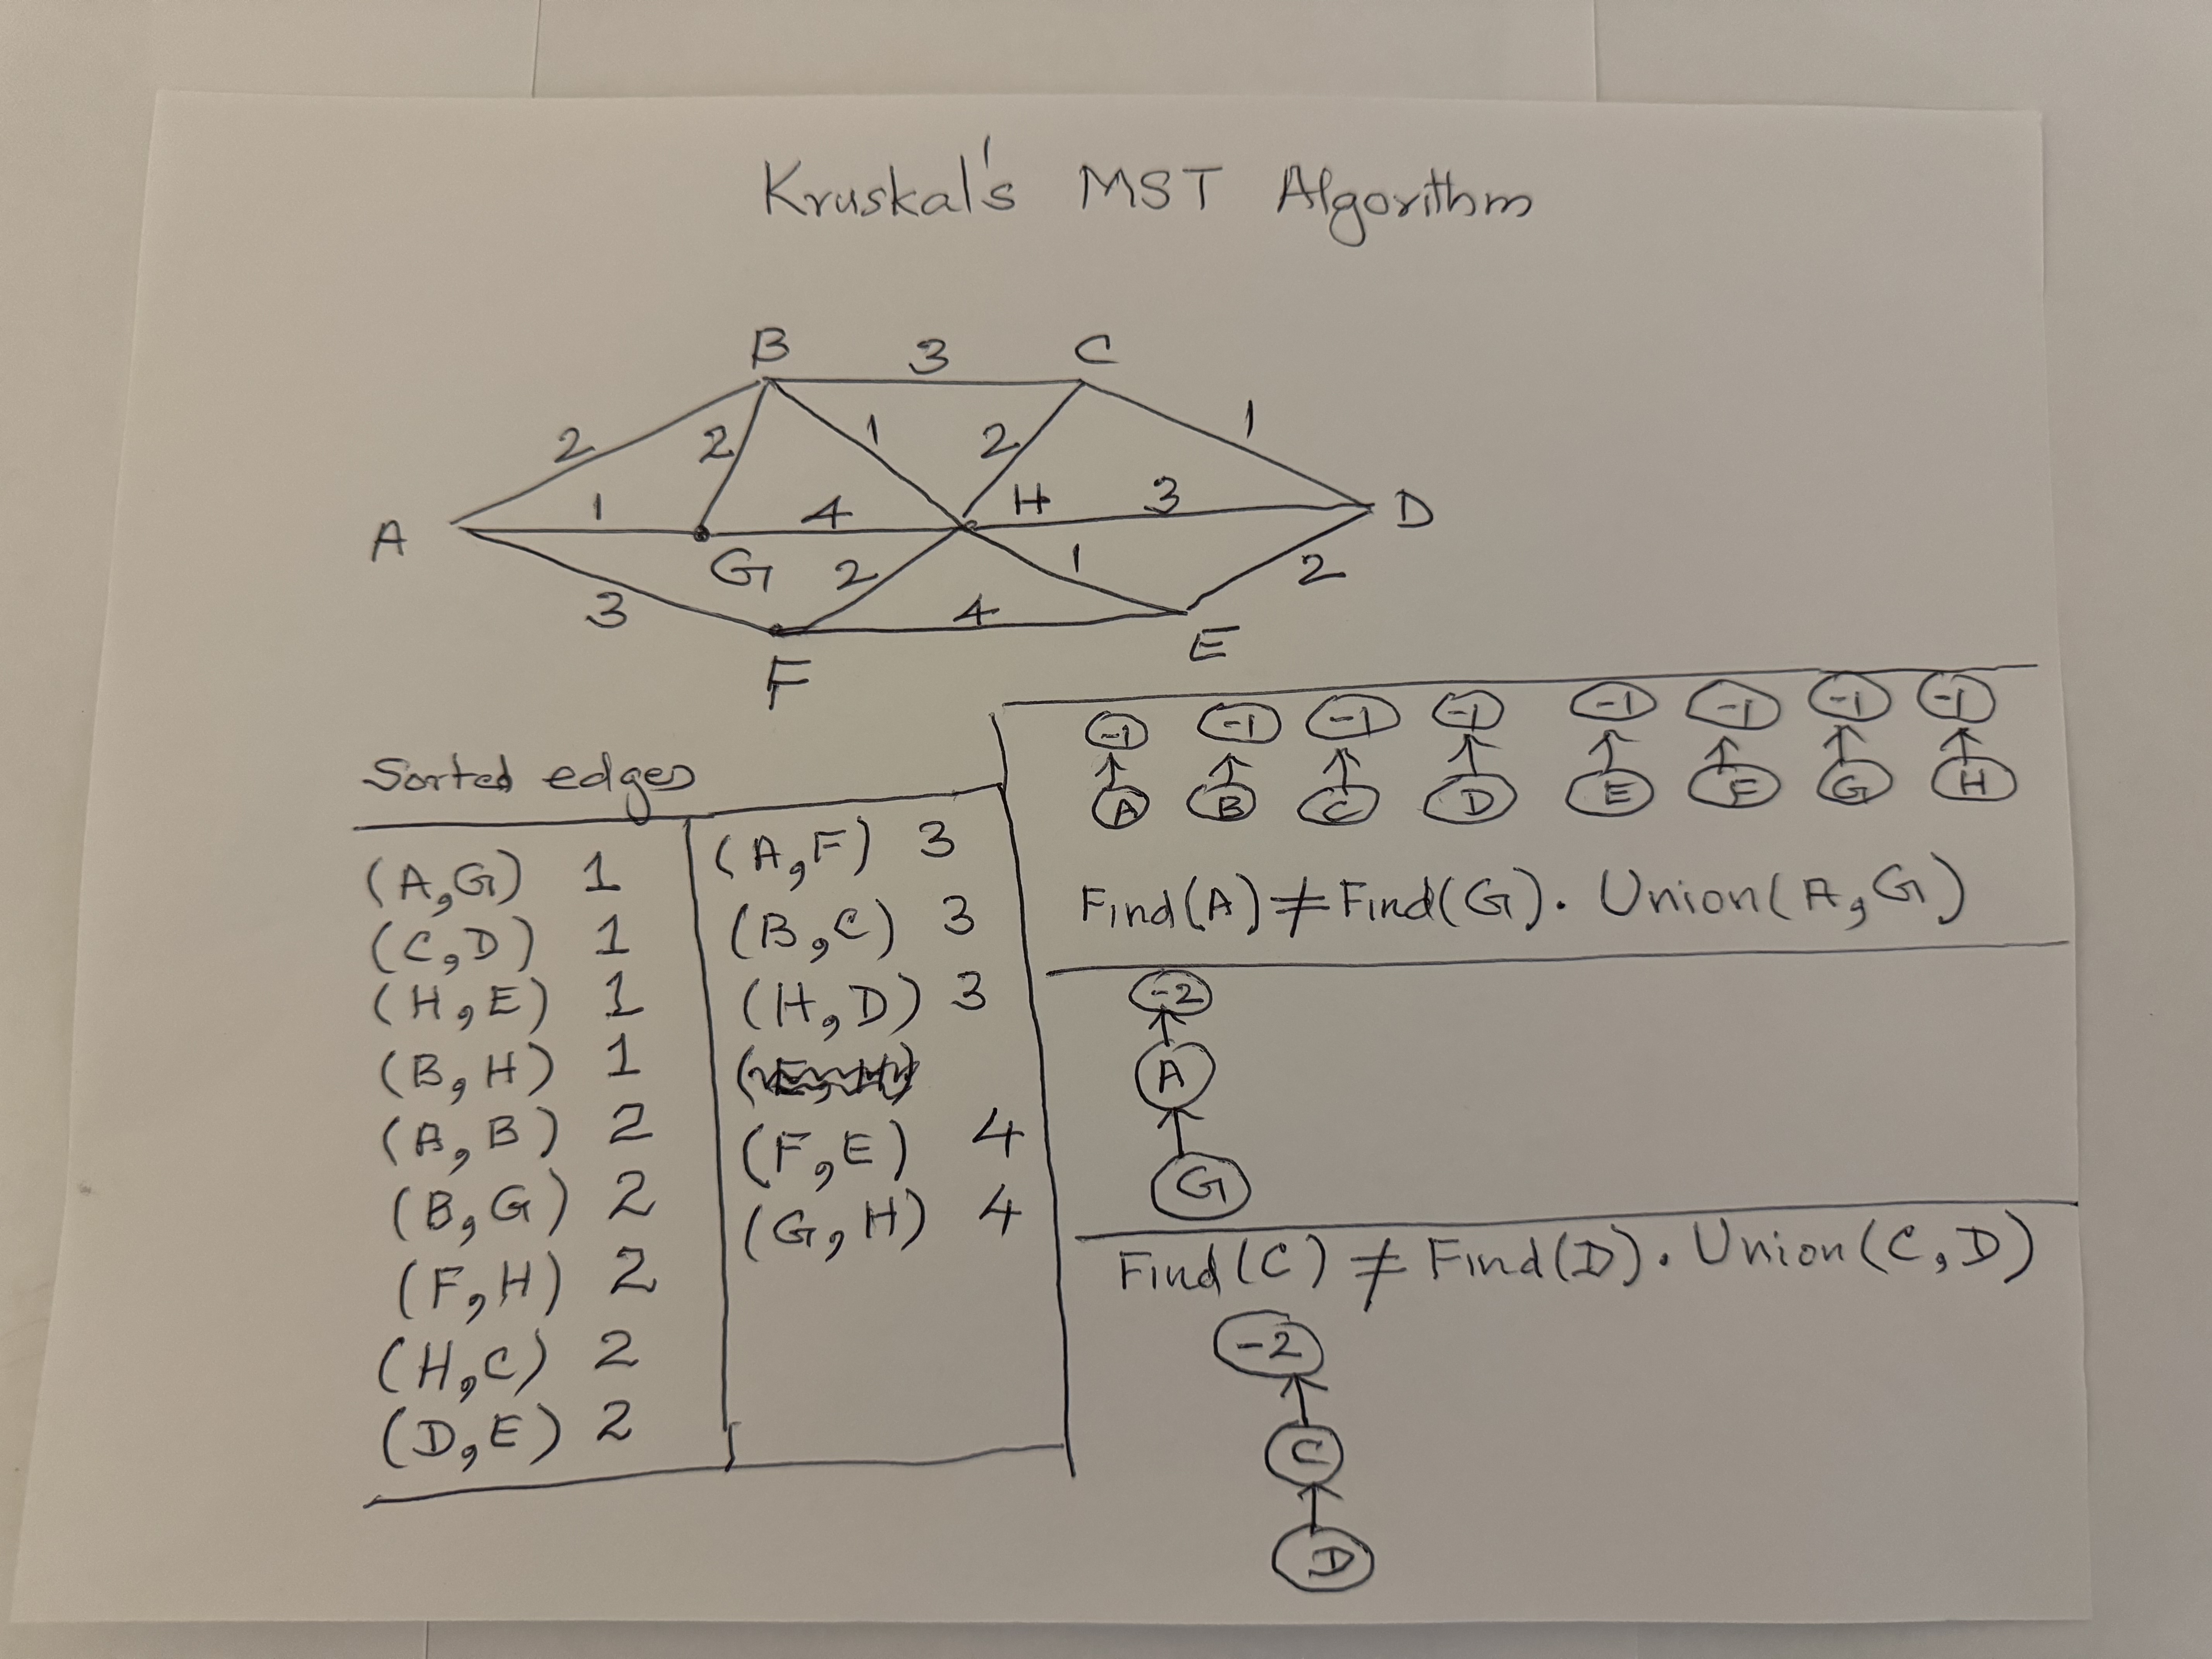 Kruskal's MST Algorithm
B 3 C
2 2 1 2 1
A 1 4 H 3 D
G 2 1 2
3 4
F E
Sorted edges
(A,G) 1
(C,D) 1
(H,E) 1
(B,H) 1
(A,B) 2
(B,G) 2
(F,H) 2
(H,C) 2
(D,E) 2
(A,F) 3
(B,C) 3
(H,D) 3
(F,E) 4
(G,H) 4
-1 -1 -1 -1 -1 -1 -1 -1
A B C D E F G H
Find(A) ≠ Find(G). Union(A,G)
-2
A
G
Find(C) ≠ Find(D). Union(C,D)
-2
C
D